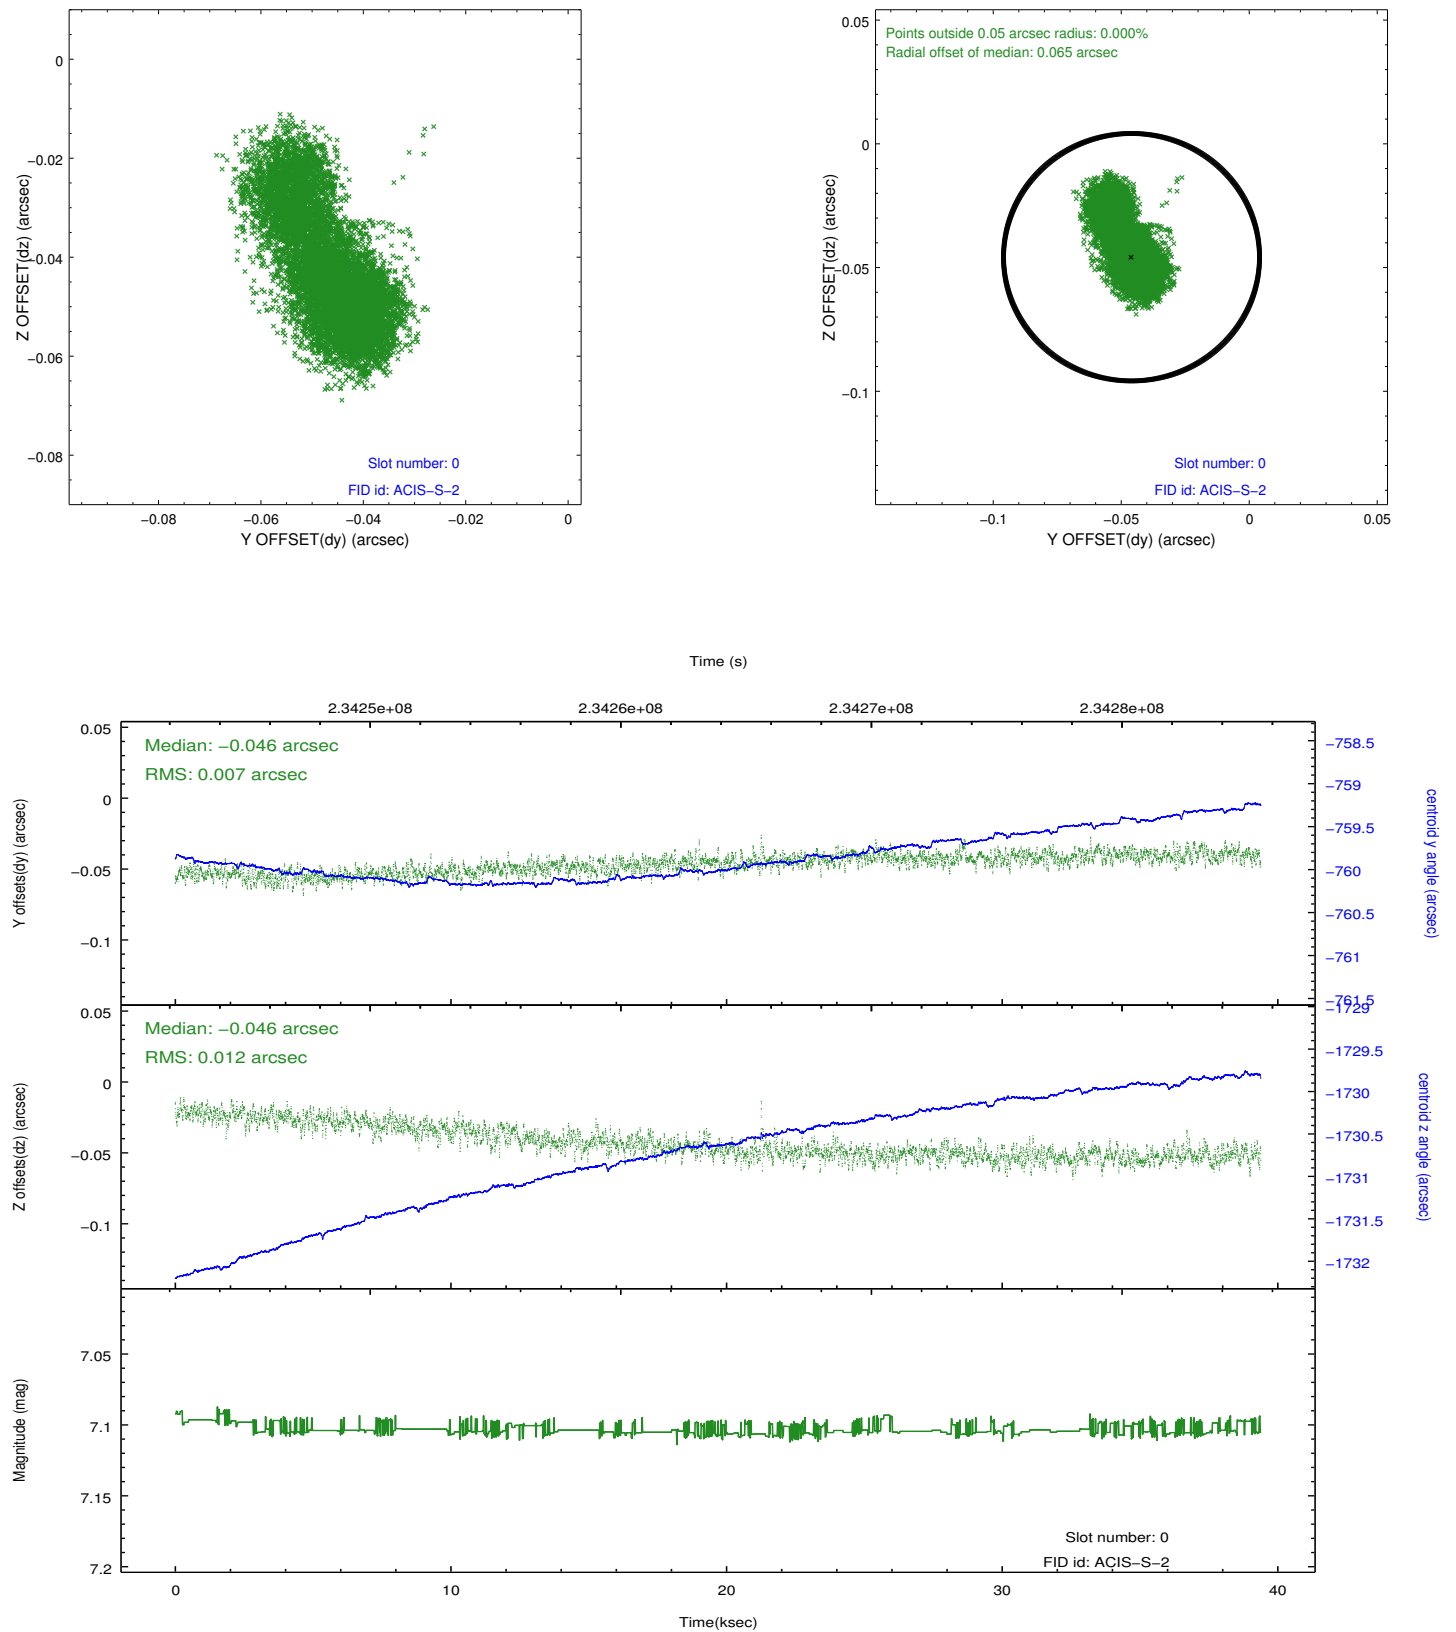 0
−0.02
−0.04
−0.06
−0.08
Z OFFSET(dz) (arcsec)
Slot number: 0
FID id: ACIS−S−2
−0.08
−0.06
−0.04
−0.02
0
Y OFFSET(dy) (arcsec)
0.05
0
−0.05
−0.1
Z OFFSET(dz) (arcsec)
Points outside 0.05 arcsec radius: 0.000%
Radial offset of median: 0.065 arcsec
Slot number: 0
FID id: ACIS−S−2
−0.1
−0.05
0
0.05
Y OFFSET(dy) (arcsec)
Time (s)
2.3425e+08
2.3426e+08
2.3427e+08
2.3428e+08
0.05
0
−0.05
−0.1
Y offsets(dy) (arcsec)
Median: −0.046 arcsec
RMS: 0.007 arcsec
−758.5
−759
−759.5
−760
−760.5
−761
−761.5
centroid y angle (arcsec)
0.05
0
−0.05
−0.1
Z offsets(dz) (arcsec)
Median: −0.046 arcsec
RMS: 0.012 arcsec
−1729
−1729.5
−1730
−1730.5
−1731
−1731.5
−1732
centroid z angle (arcsec)
7.05
7.1
7.15
7.2
Magnitude (mag)
Slot number: 0
FID id: ACIS−S−2
0
10
20
30
40
Time(ksec)